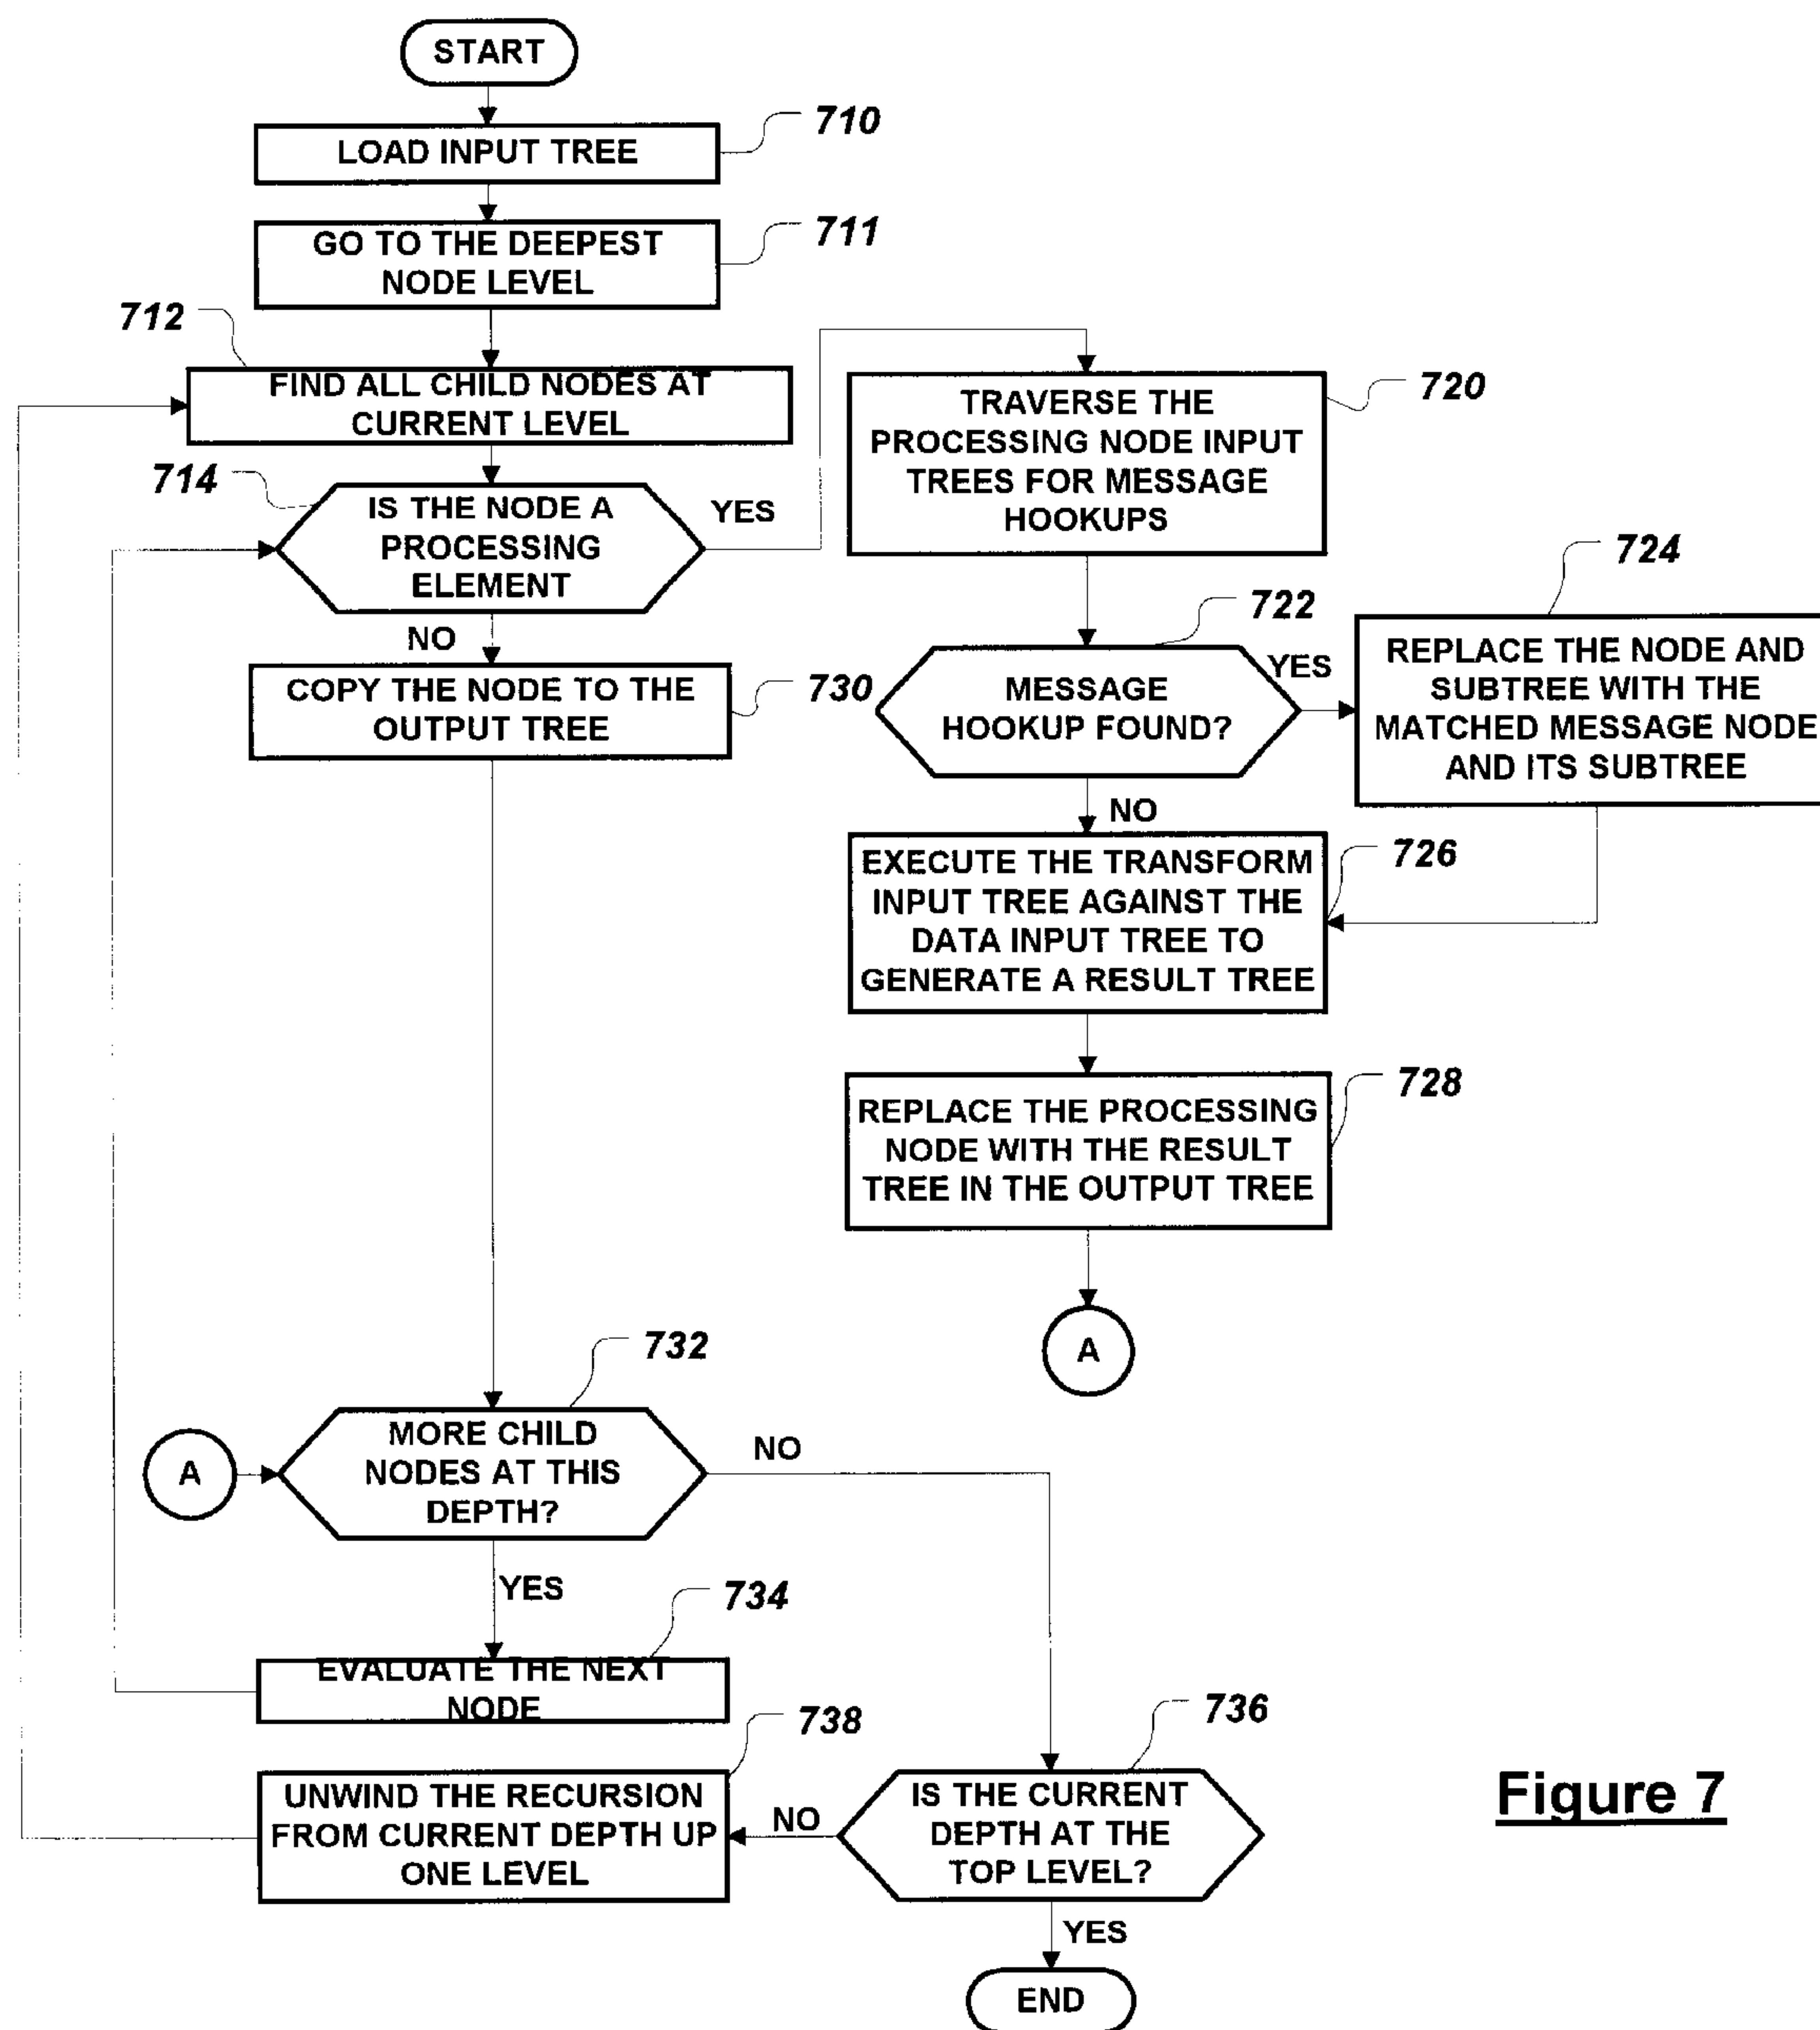 START
710
LOAD INPUT TREE
711
GO TO THE DEEPEST
NODE LEVEL
712
FIND ALL CHILD NODES AT
CURRENT LEVEL
714
IS THE NODE A
PROCESSING
ELEMENT
YES
NO
720
TRAVERSE THE
PROCESSING NODE INPUT
TREES FOR MESSAGE
HOOKUPS
722
MESSAGE
HOOKUP FOUND?
YES
NO
724
REPLACE THE NODE AND
SUBTREE WITH THE
MATCHED MESSAGE NODE
AND ITS SUBTREE
730
COPY THE NODE TO THE
OUTPUT TREE
726
EXECUTE THE TRANSFORM
INPUT TREE AGAINST THE
DATA INPUT TREE TO
GENERATE A RESULT TREE
728
REPLACE THE PROCESSING
NODE WITH THE RESULT
TREE IN THE OUTPUT TREE
A
732
A
MORE CHILD
NODES AT THIS
DEPTH?
NO
YES
734
EVALUATE THE NEXT
NODE
738
UNWIND THE RECURSION
FROM CURRENT DEPTH UP
ONE LEVEL
736
IS THE CURRENT
DEPTH AT THE
TOP LEVEL?
NO
YES
END
Figure 7